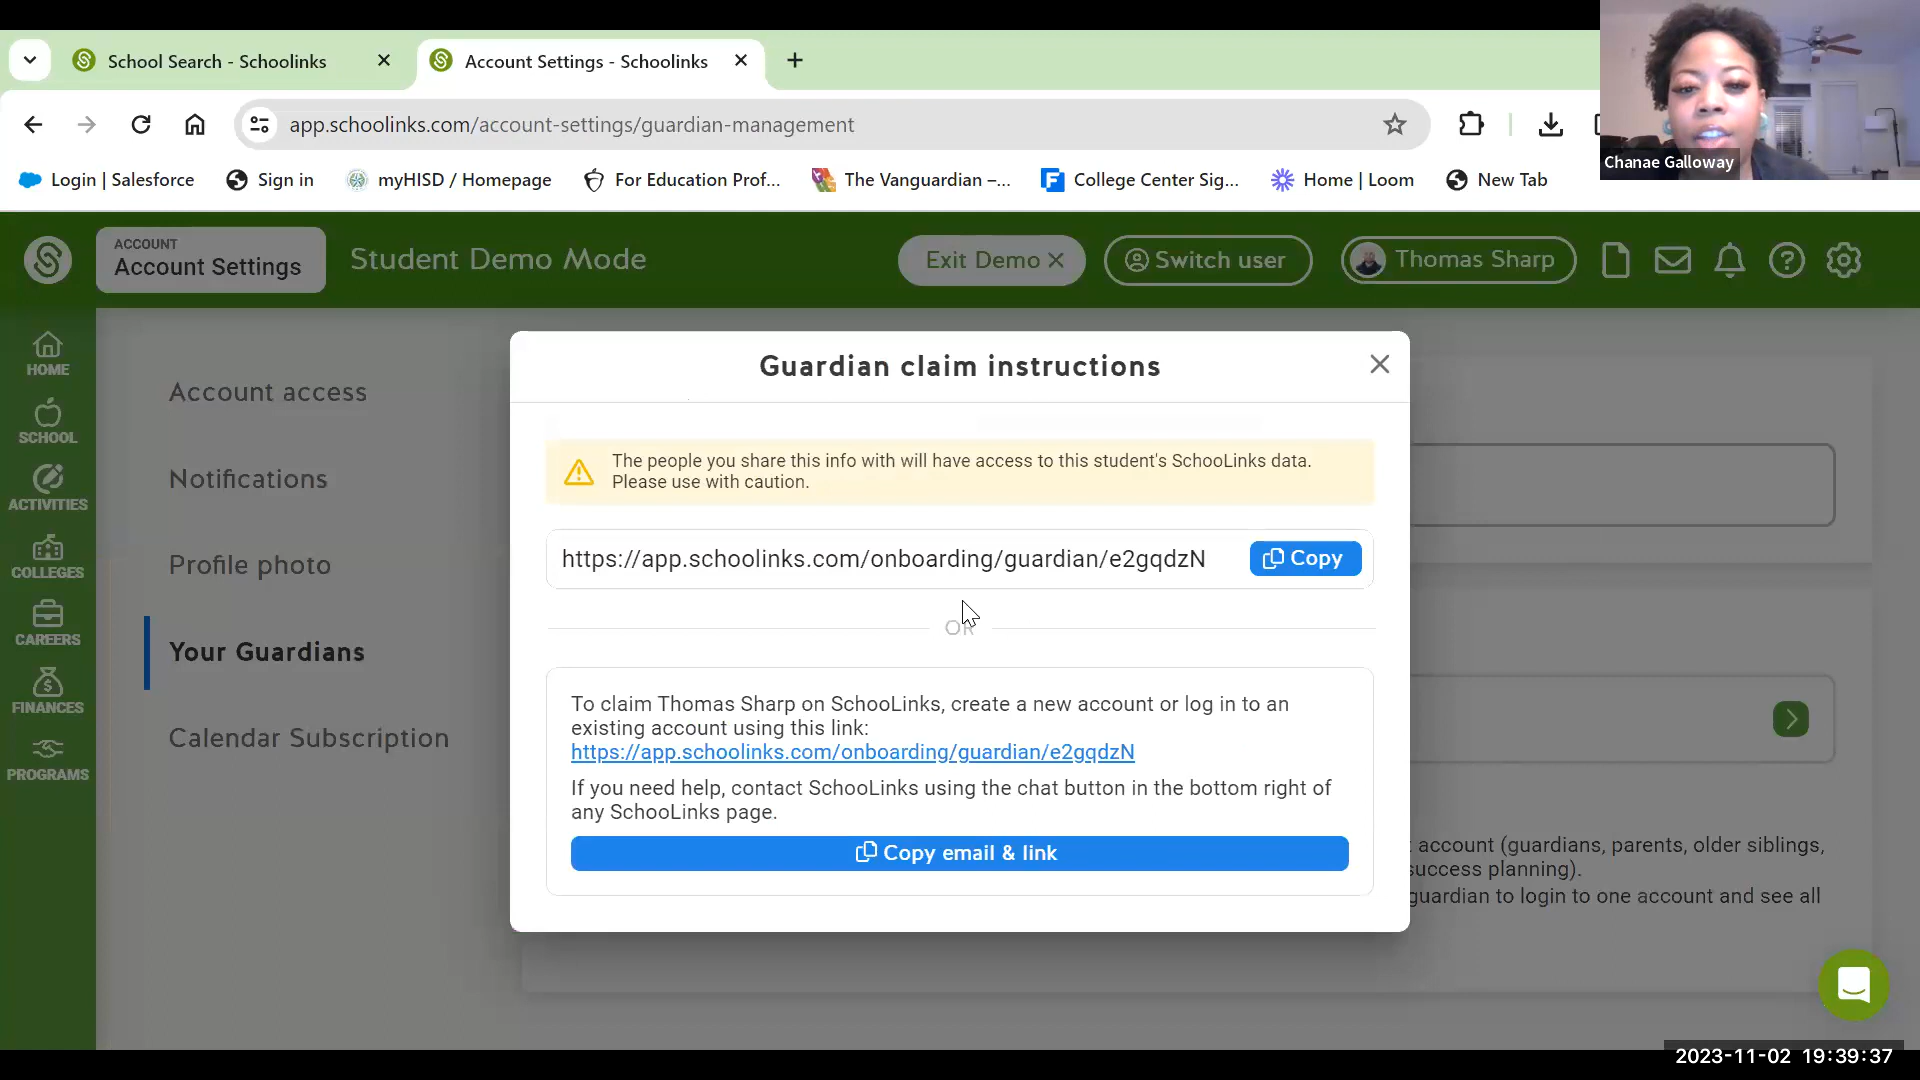 School Search - Schoolinks
Account Settings - Schoolinks
app.schoolinks.com/account-settings/guardian-management
Login | Salesforce
Sign in
myHISD / Homepage
For Education Prof...
The Vanguardian –...
College Center Sig...
Home | Loom
New Tab
Chanae Galloway
ACCOUNT
Account Settings
Student Demo Mode
Exit Demo
Switch user
Thomas Sharp
HOME
SCHOOL
ACTIVITIES
COLLEGES
CAREERS
FINANCES
PROGRAMS
Account access
Notifications
Profile photo
Your Guardians
Calendar Subscription
Guardian claim instructions
The people you share this info with will have access to this student's SchooLinks data.
Please use with caution.
https://app.schoolinks.com/onboarding/guardian/e2gqdzN
Copy
OR
To claim Thomas Sharp on SchooLinks, create a new account or log in to an
existing account using this link:
https://app.schoolinks.com/onboarding/guardian/e2gqdzN
If you need help, contact SchooLinks using the chat button in the bottom right of
any SchooLinks page.
Copy email & link
account (guardians, parents, older siblings,
success planning).
guardian to login to one account and see all
2023-11-02 19:39:37